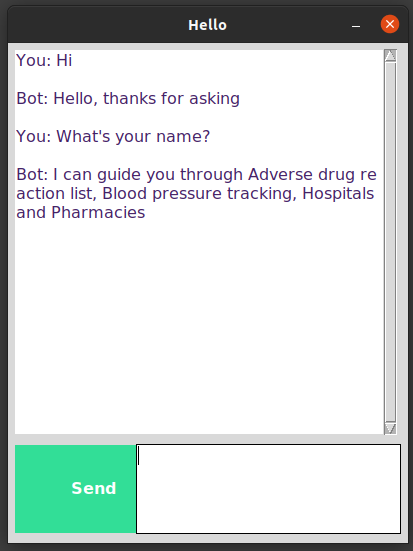 Hello
You: Hi
Bot: Hello, thanks for asking
You: What's your name?
Bot: I can guide you through Adverse drug re
action list, Blood pressure tracking, Hospitals
and Pharmacies
Send